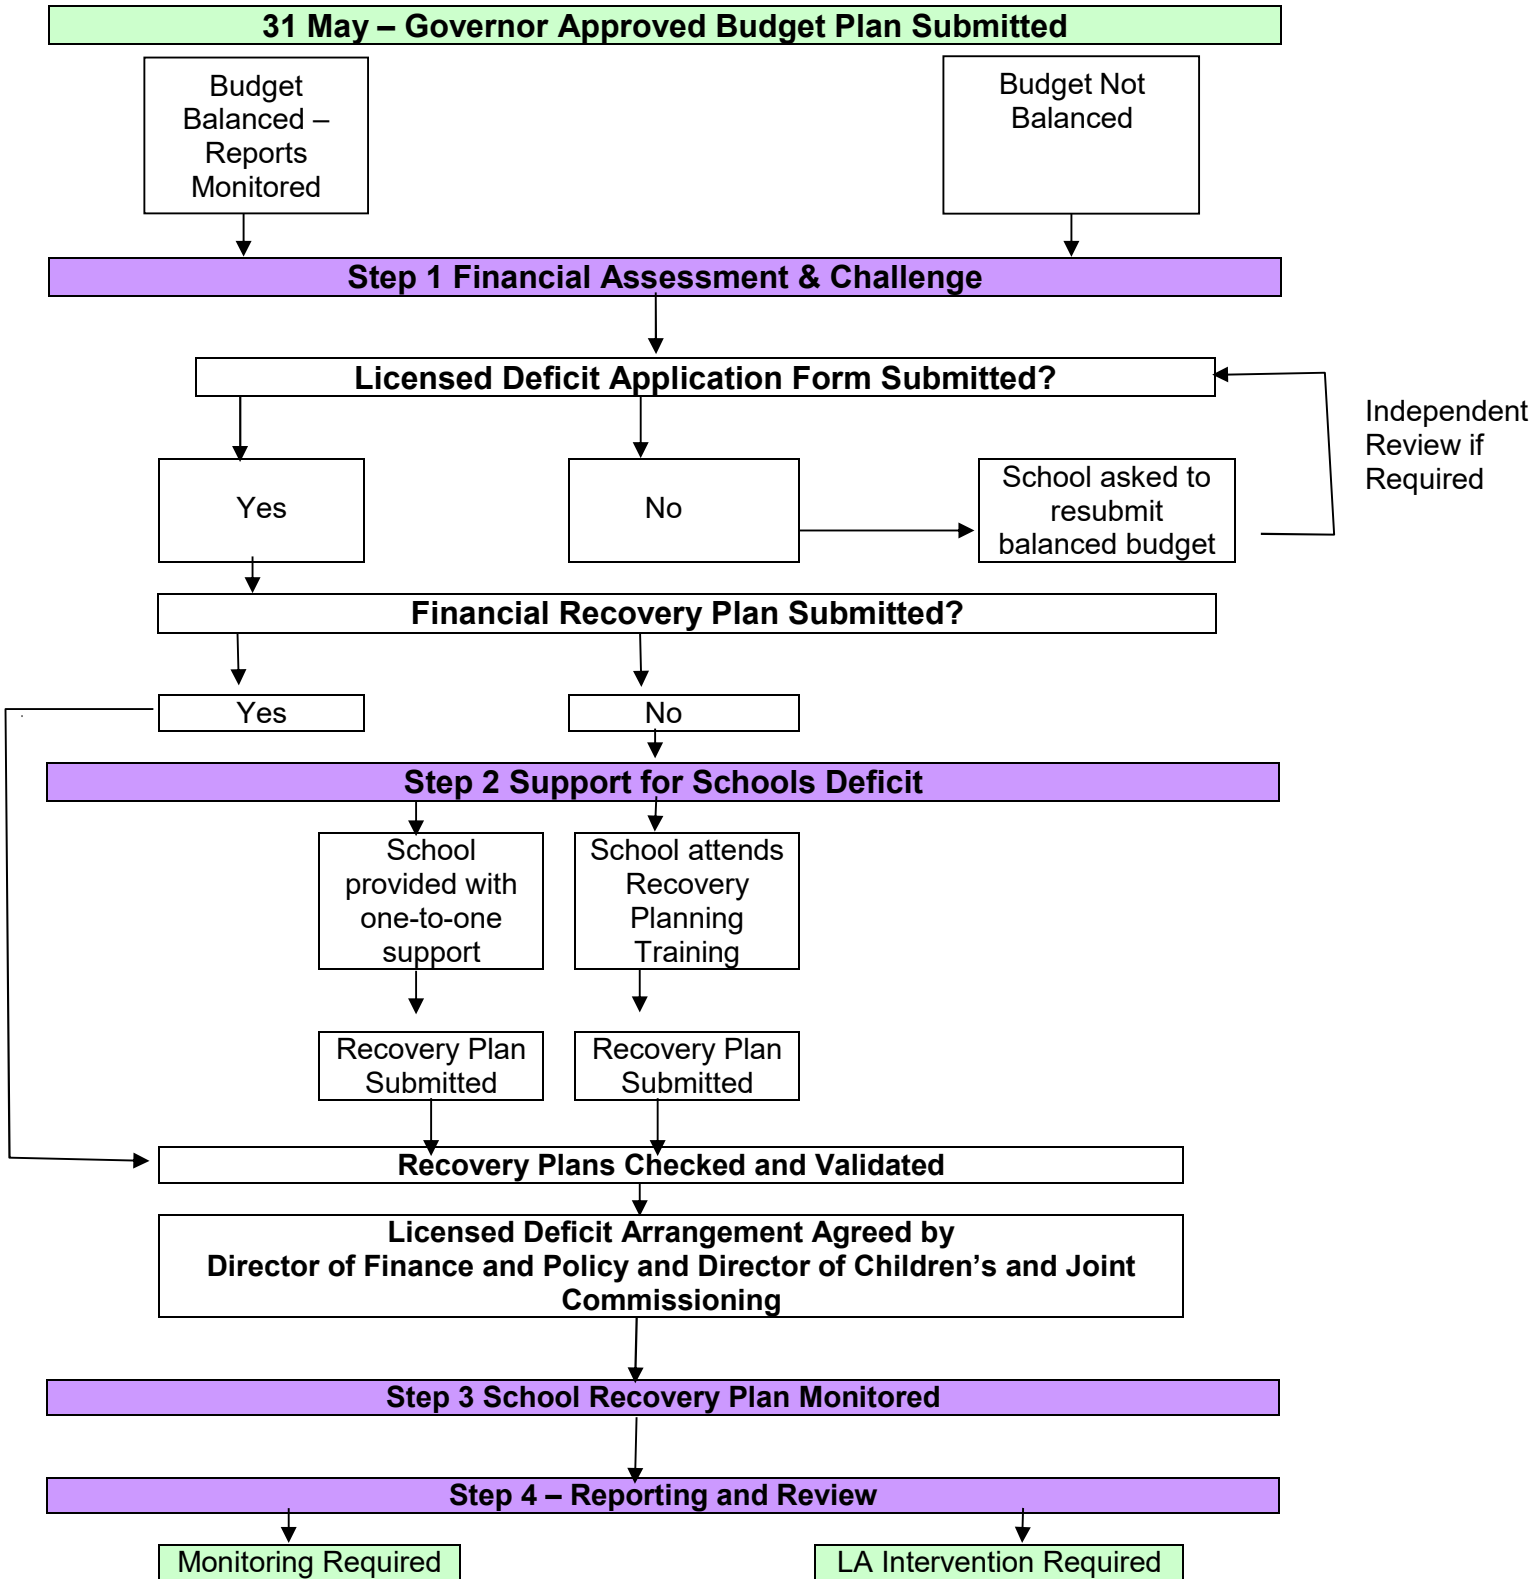 31 May – Governor Approved Budget Plan Submitted
Budget
Balanced –
Reports
Monitored
Budget Not
Balanced
Step 1 Financial Assessment & Challenge
Licensed Deficit Application Form Submitted?
Independent
Review if
Required
Yes
No
School asked to
resubmit
balanced budget
Financial Recovery Plan Submitted?
Yes
No
Step 2 Support for Schools Deficit
School
provided with
one-to-one
support
School attends
Recovery
Planning
Training
Recovery Plan
Submitted
Recovery Plan
Submitted
Recovery Plans Checked and Validated
Licensed Deficit Arrangement Agreed by
Director of Finance and Policy and Director of Children’s and Joint
Commissioning
Step 3 School Recovery Plan Monitored
Step 4 – Reporting and Review
Monitoring Required
LA Intervention Required